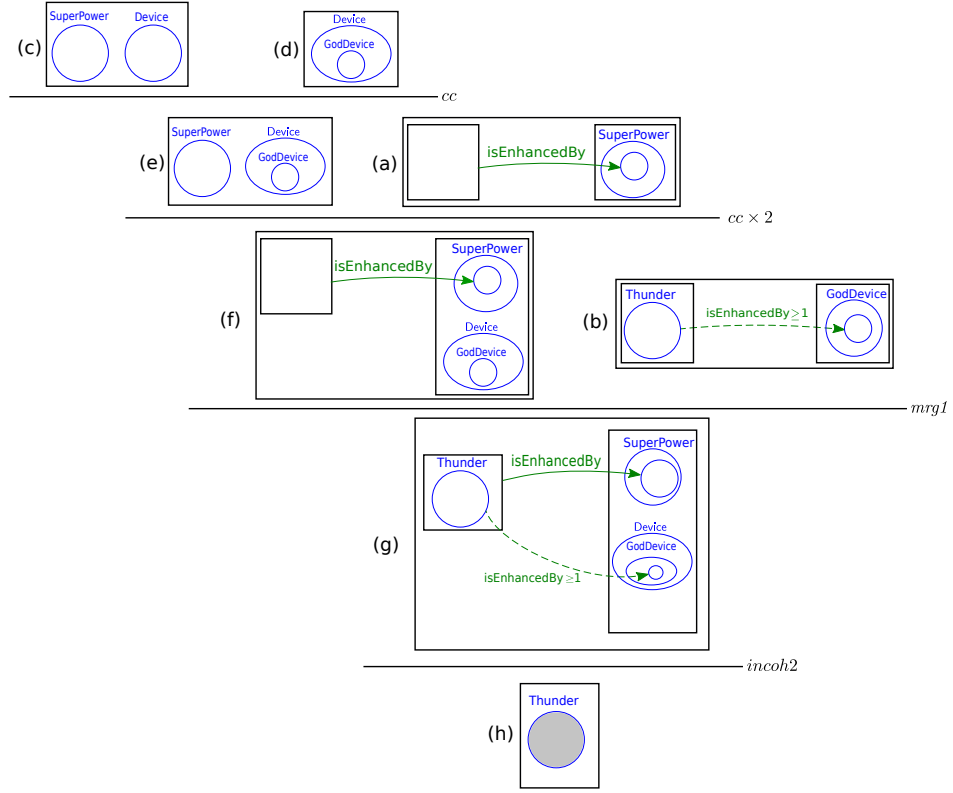 SuperPower Device
(c)
Device
(d) GodDevice
cc
SuperPower Device
(e) GodDevice
SuperPower
(a) isEnhancedBy
cc × 2
SuperPower
isEnhancedBy
(f)
Device
GodDevice
Thunder GodDevice
(b) isEnhancedBy≥1
mrg1
SuperPower
Thunder isEnhancedBy
(g)
Device
GodDevice
isEnhancedBy≥1
incoh2
Thunder
(h)